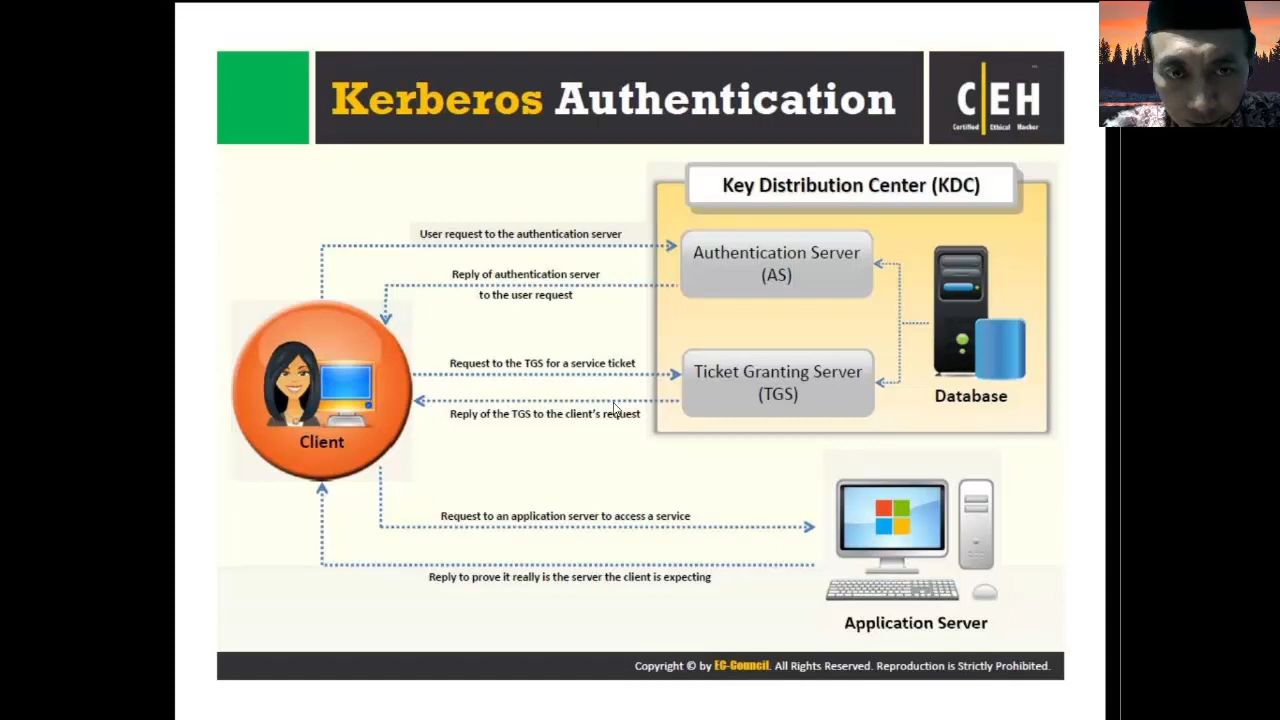 Kerberos Authentication
C|EH
Certified Ethical Hacker
Key Distribution Center (KDC)
User request to the authentication server
Authentication Server
(AS)
Reply of authentication server
to the user request
Request to the TGS for a service ticket
Ticket Granting Server
(TGS)
Reply of the TGS to the client's request
Database
Client
Request to an application server to access a service
Reply to prove it really is the server the client is expecting
Application Server
Copyright © by EC-Council. All Rights Reserved. Reproduction is Strictly Prohibited.